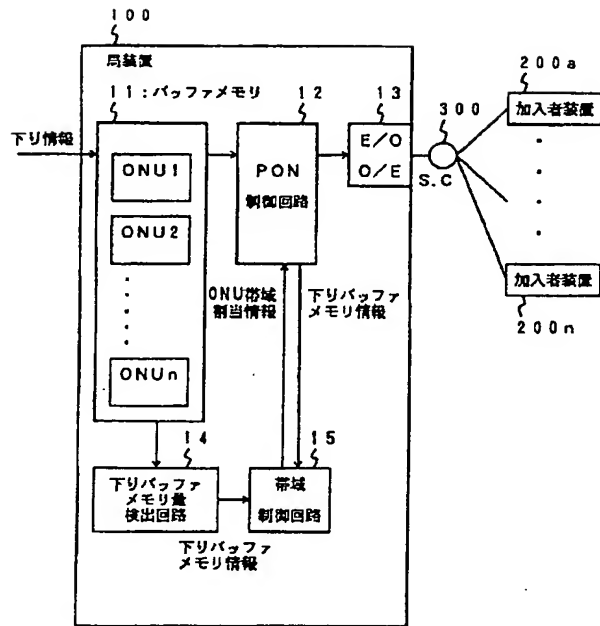 100
局装置
11:バッファメモリ
12
13
300
200a
下り情報
ONU1
ONU2
ONUn
PON
制御回路
E/O
O/E
S.C
加入者装置
加入者装置
200n
ONU帯域
割当情報
下りバッファ
メモリ情報
14
15
下りバッファ
メモリ量
検出回路
帯域
制御回路
下りバッファ
メモリ情報